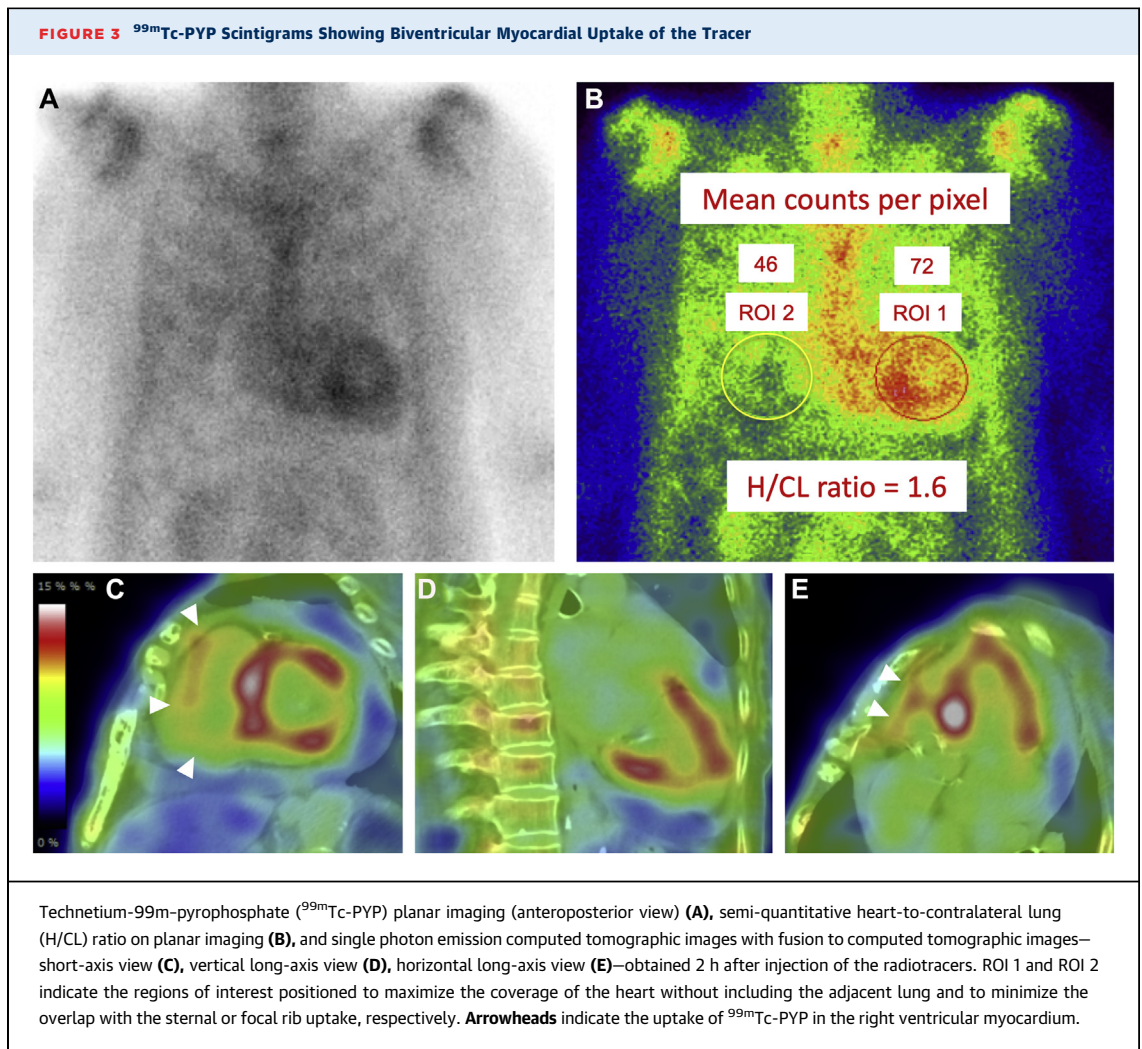 FIGURE 3 99mTc-PYP Scintigrams Showing Biventricular Myocardial Uptake of the Tracer
A
B
Mean counts per pixel
46
72
ROI 2
ROI 1
H/CL ratio = 1.6
15 % % %
C
D
E
0 %
Technetium-99m-pyrophosphate (99mTc-PYP) planar imaging (anteroposterior view) (A), semi-quantitative heart-to-contralateral lung
(H/CL) ratio on planar imaging (B), and single photon emission computed tomographic images with fusion to computed tomographic images—
short-axis view (C), vertical long-axis view (D), horizontal long-axis view (E)—obtained 2 h after injection of the radiotracers. ROI 1 and ROI 2
indicate the regions of interest positioned to maximize the coverage of the heart without including the adjacent lung and to minimize the
overlap with the sternal or focal rib uptake, respectively. Arrowheads indicate the uptake of 99mTc-PYP in the right ventricular myocardium.